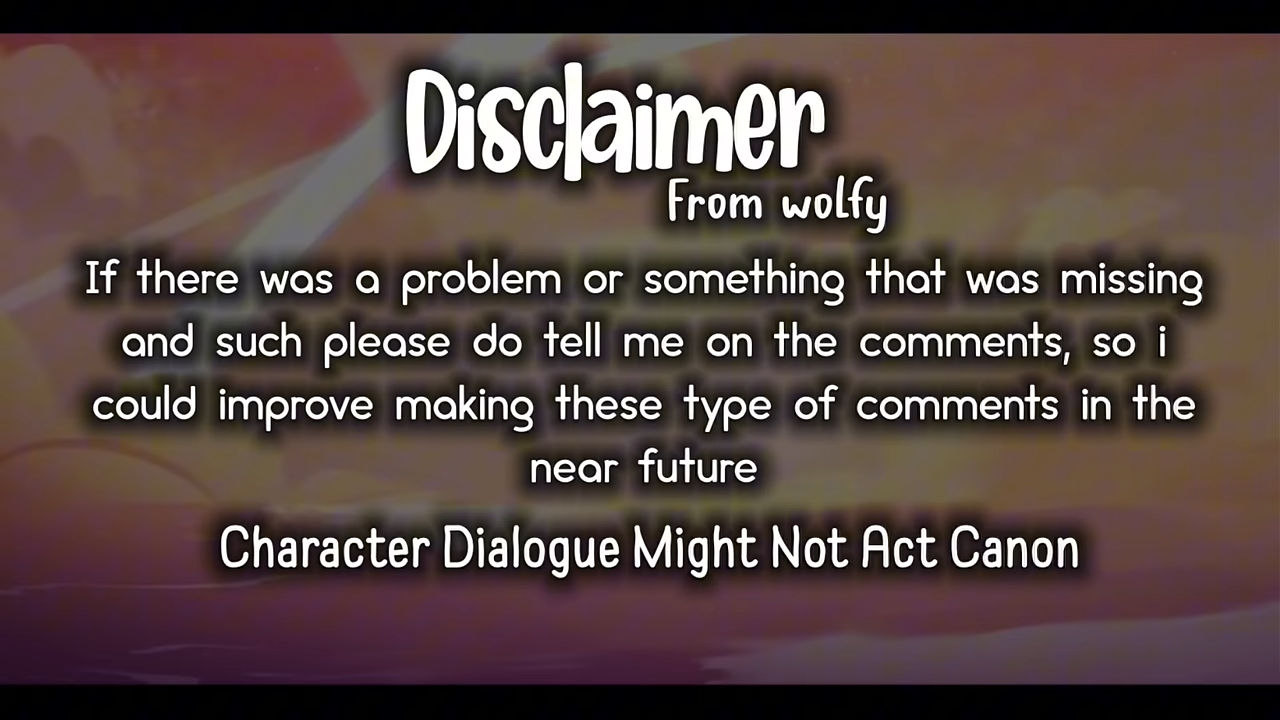 Disclaimer
From wolfy
If there was a problem or something that was missing
and such please do tell me on the comments, so i
could improve making these type of comments in the
near future
Character Dialogue Might Not Act Canon